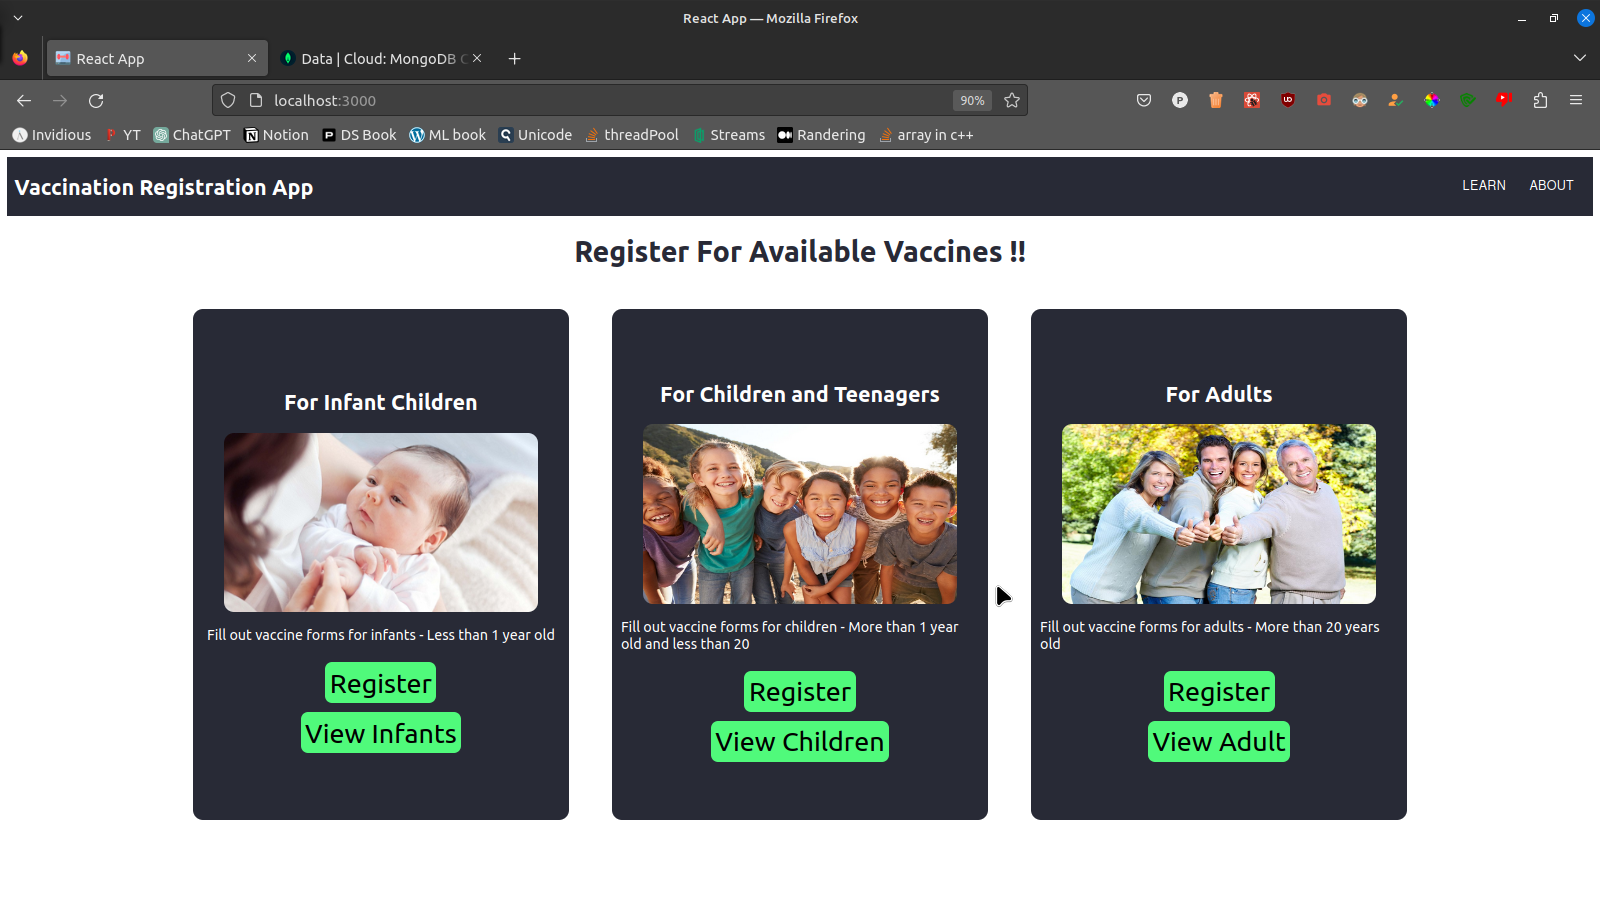 React App — Mozilla Firefox
React App
Data | Cloud: MongoDB C
localhost:3000
90%
Invidious
YT
ChatGPT
Notion
DS Book
ML book
Unicode
threadPool
Streams
Randering
array in c++
Vaccination Registration App
LEARN
ABOUT
Register For Available Vaccines !!
For Infant Children
Fill out vaccine forms for infants - Less than 1 year old
Register
View Infants
For Children and Teenagers
Fill out vaccine forms for children - More than 1 year
old and less than 20
Register
View Children
For Adults
Fill out vaccine forms for adults - More than 20 years
old
Register
View Adult